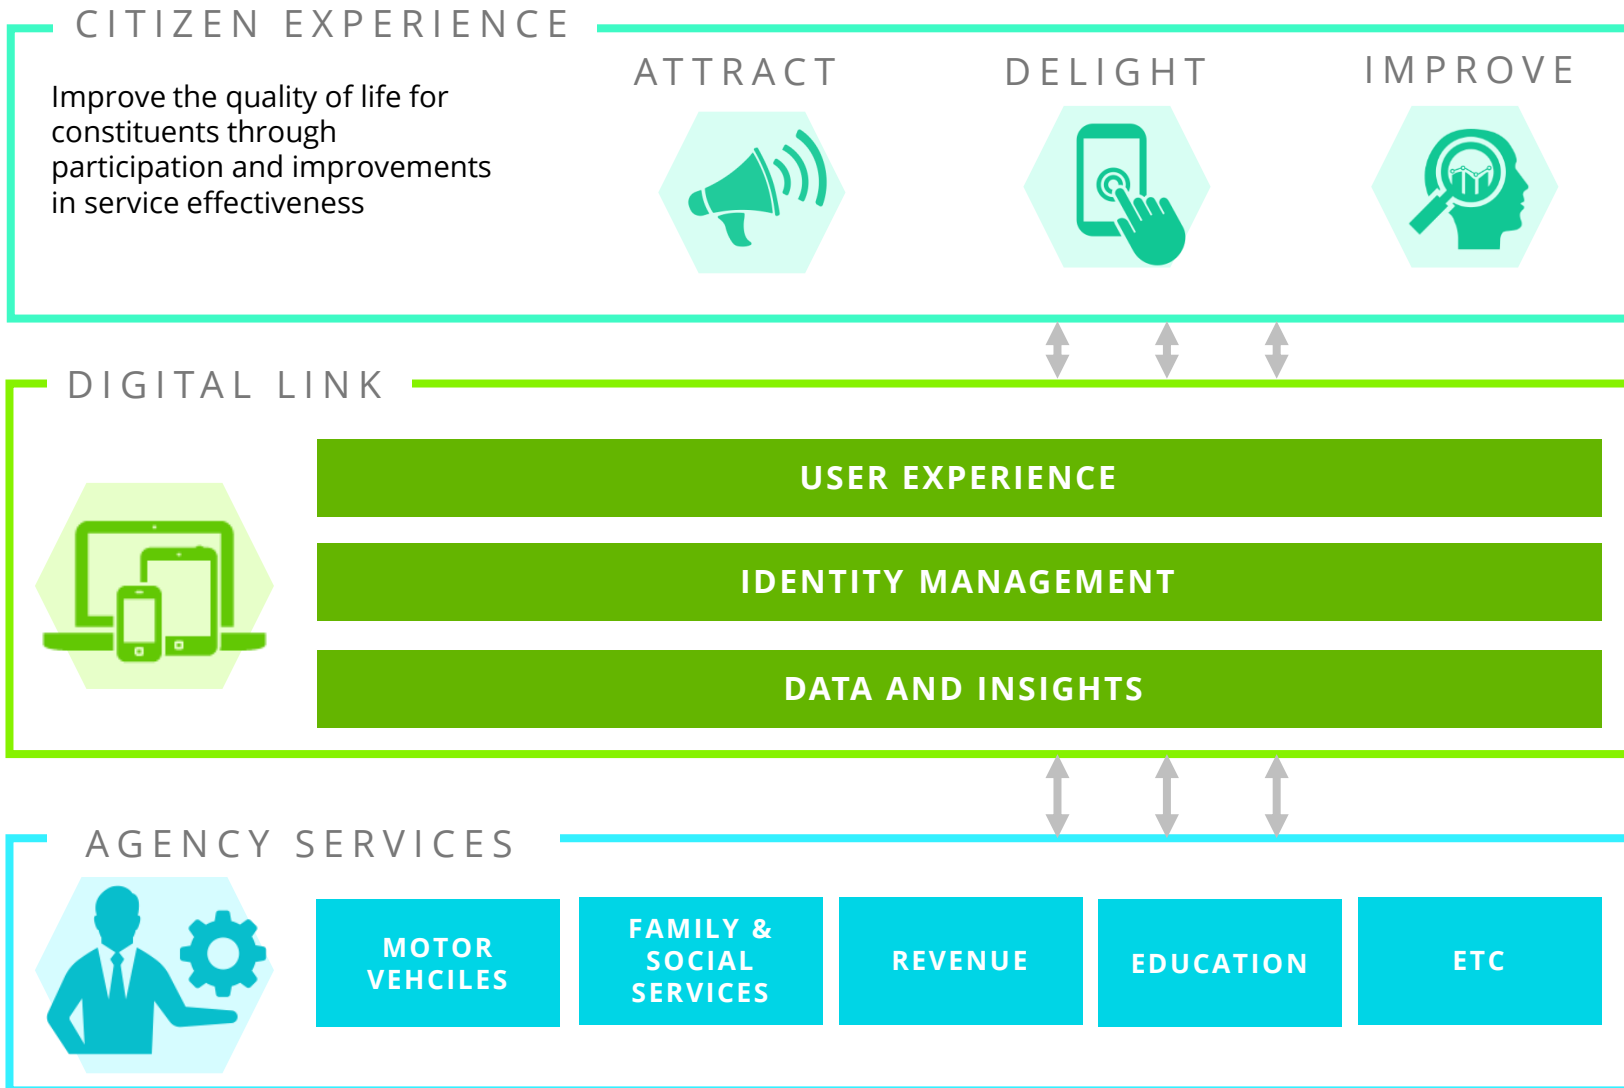 CITIZEN EXPERIENCE
Improve the quality of life for
constituents through
participation and improvements
in service effectiveness
ATTRACT
DELIGHT
IMPROVE
DIGITAL LINK
USER EXPERIENCE
IDENTITY MANAGEMENT
DATA AND INSIGHTS
AGENCY SERVICES
MOTOR
VEHCILES
FAMILY &
SOCIAL
SERVICES
REVENUE
EDUCATION
ETC